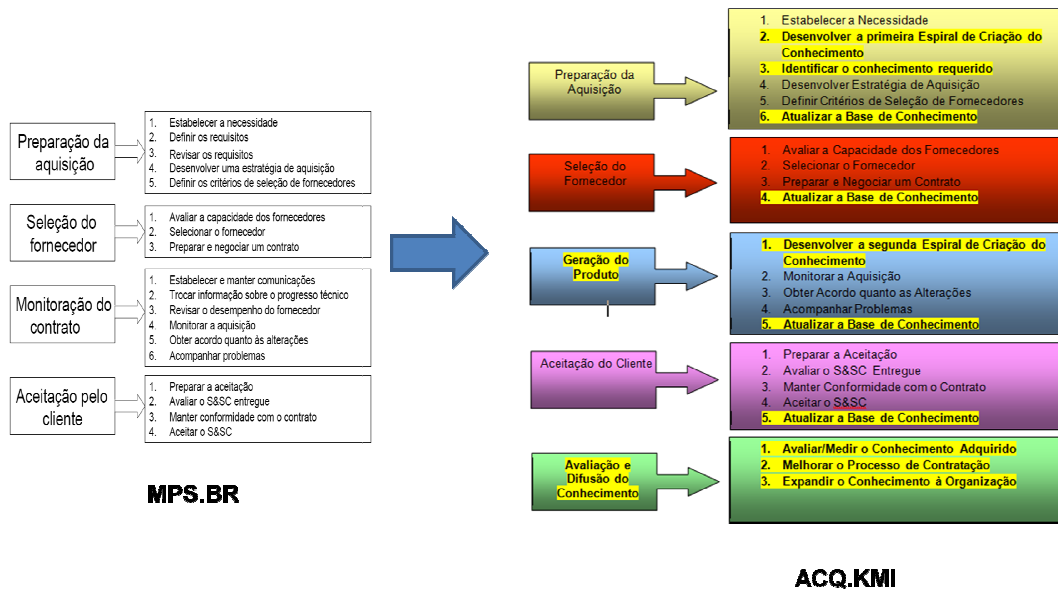 Preparação da
aquisição
1. Estabelecer a necessidade
2. Definir os requisitos
3. Revisar os requisitos
4. Desenvolver uma estratégia de aquisição
5. Definir os critérios de seleção de fornecedores
Seleção do
fornecedor
1. Avaliar a capacidade dos fornecedores
2. Selecionar o fornecedor
3. Preparar e negociar um contrato
Monitoração do
contrato
1. Estabelecer e manter comunicações
2. Trocar informação sobre o progresso técnico
3. Revisar o desempenho do fornecedor
4. Monitorar a aquisição
5. Obter acordo quanto às alterações
6. Acompanhar problemas
Aceitação pelo
cliente
1. Preparar a aceitação
2. Avaliar o S&SC entregue
3. Manter conformidade com o contrato
4. Aceitar o S&SC
MPS.BR
Preparação da
Aquisição
1. Estabelecer a Necessidade
2. Desenvolver a primeira Espiral de Criação do
Conhecimento
3. Identificar o conhecimento requerido
4. Desenvolver Estratégia de Aquisição
5. Definir Critérios de Seleção de Fornecedores
6. Atualizar a Base de Conhecimento
Seleção do
Fornecedor
1. Avaliar a Capacidade dos Fornecedores
2. Selecionar o Fornecedor
3. Preparar e Negociar um Contrato
4. Atualizar a Base de Conhecimento
Geração do
Produto
1. Desenvolver a segunda Espiral de Criação do
Conhecimento
2. Monitorar a Aquisição
3. Obter Acordo quanto as Alterações
4. Acompanhar Problemas
5. Atualizar a Base de Conhecimento
Aceitação do Cliente
1. Preparar a Aceitação
2. Avaliar o S&SC Entregue
3. Manter Conformidade com o Contrato
4. Aceitar o S&SC
5. Atualizar a Base de Conhecimento
Avaliação e
Difusão do
Conhecimento
1. Avaliar/Medir o Conhecimento Adquirido
2. Melhorar o Processo de Contratação
3. Expandir o Conhecimento à Organização
ACQ.KMI